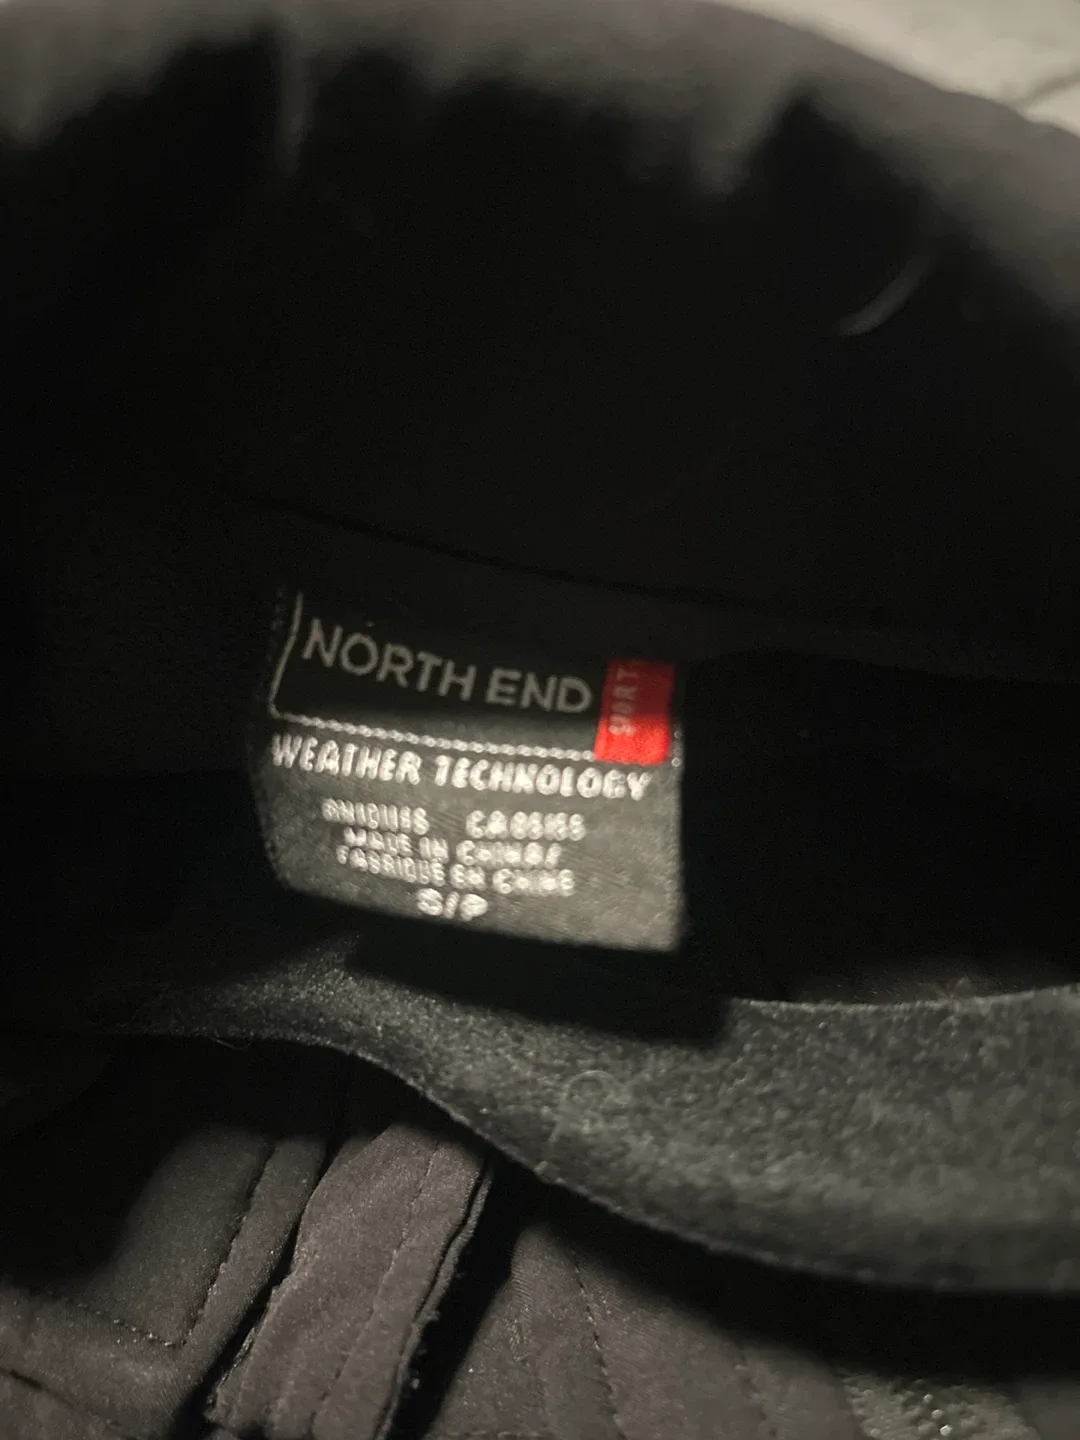 NORTH END
SPORT
WEATHER TECHNOLOGY
MADE IN CHINA/
FABRIQUE EN CHINE
S/P